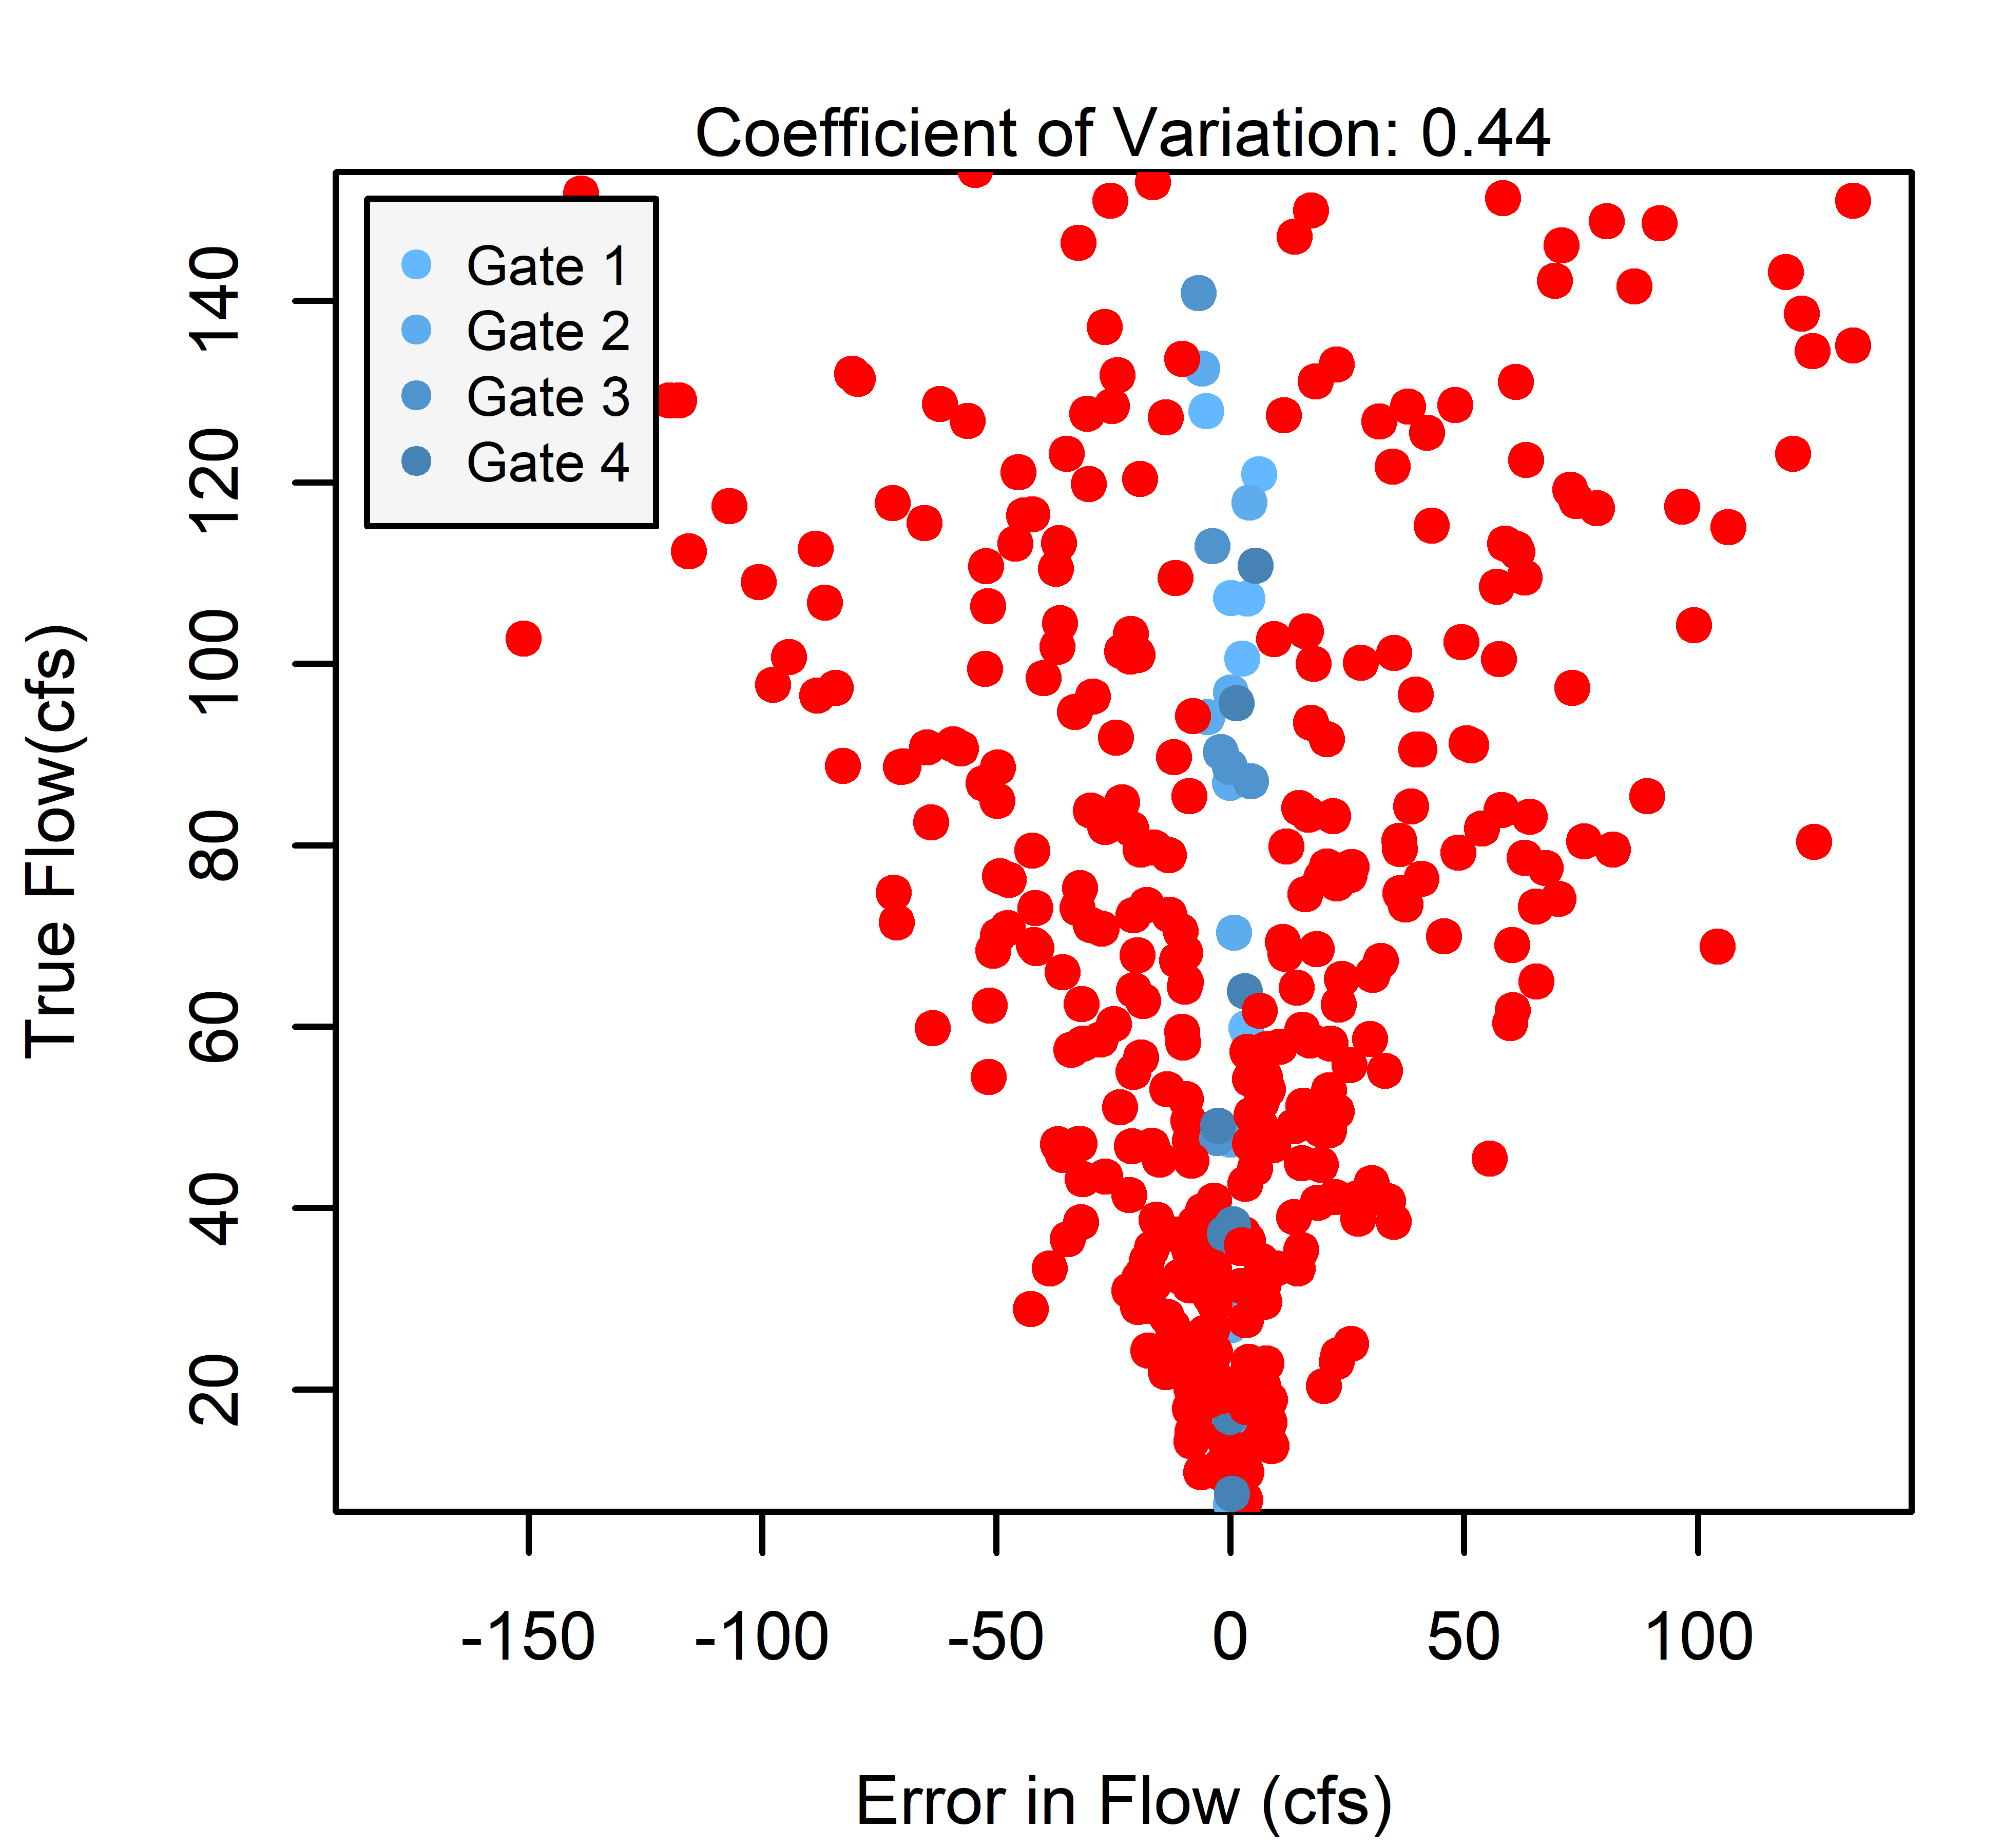 Coefficient of Variation: 0.44
Gate 1
Gate 2
Gate 3
Gate 4
True Flow(cfs)
140
120
100
80
60
40
20
-150 -100 -50 0 50 100
Error in Flow (cfs)